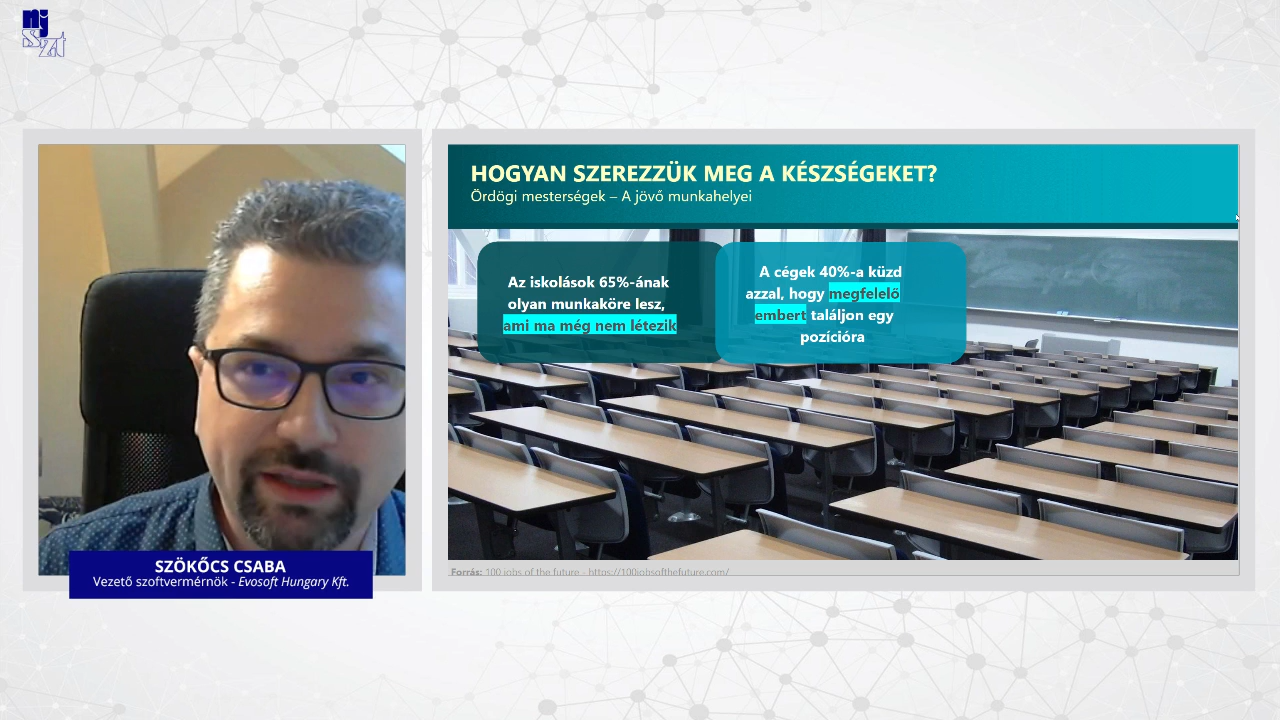 nj
szt
HOGYAN SZEREZZÜK MEG A KÉSZSÉGEKET?
Ördögi mesterségek – A jövő munkahelyei
Az iskolások 65%-ának
olyan munkaköre lesz,
ami ma még nem létezik
A cégek 40%-a küzd
azzal, hogy megfelelő
embert találjon egy
pozícióra
Forrás: 100 jobs of the future - https://100jobsofthefuture.com/
SZÖKŐCS CSABA
Vezető szoftvermérnök - Evosoft Hungary Kft.